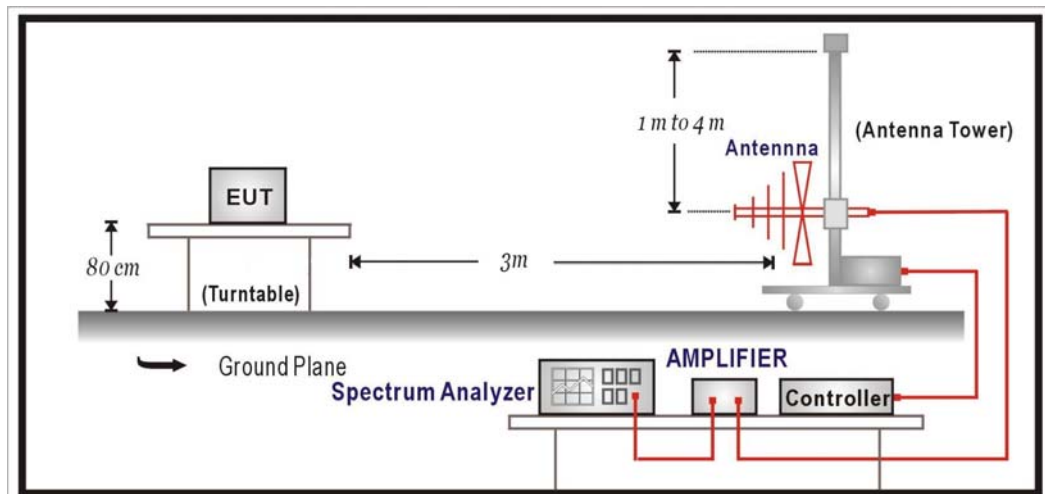 1 m to 4 m
(Antenna Tower)
Antennna
EUT
80 cm
3m
(Turntable)
Ground Plane
AMPLIFIER
Spectrum Analyzer
Controller